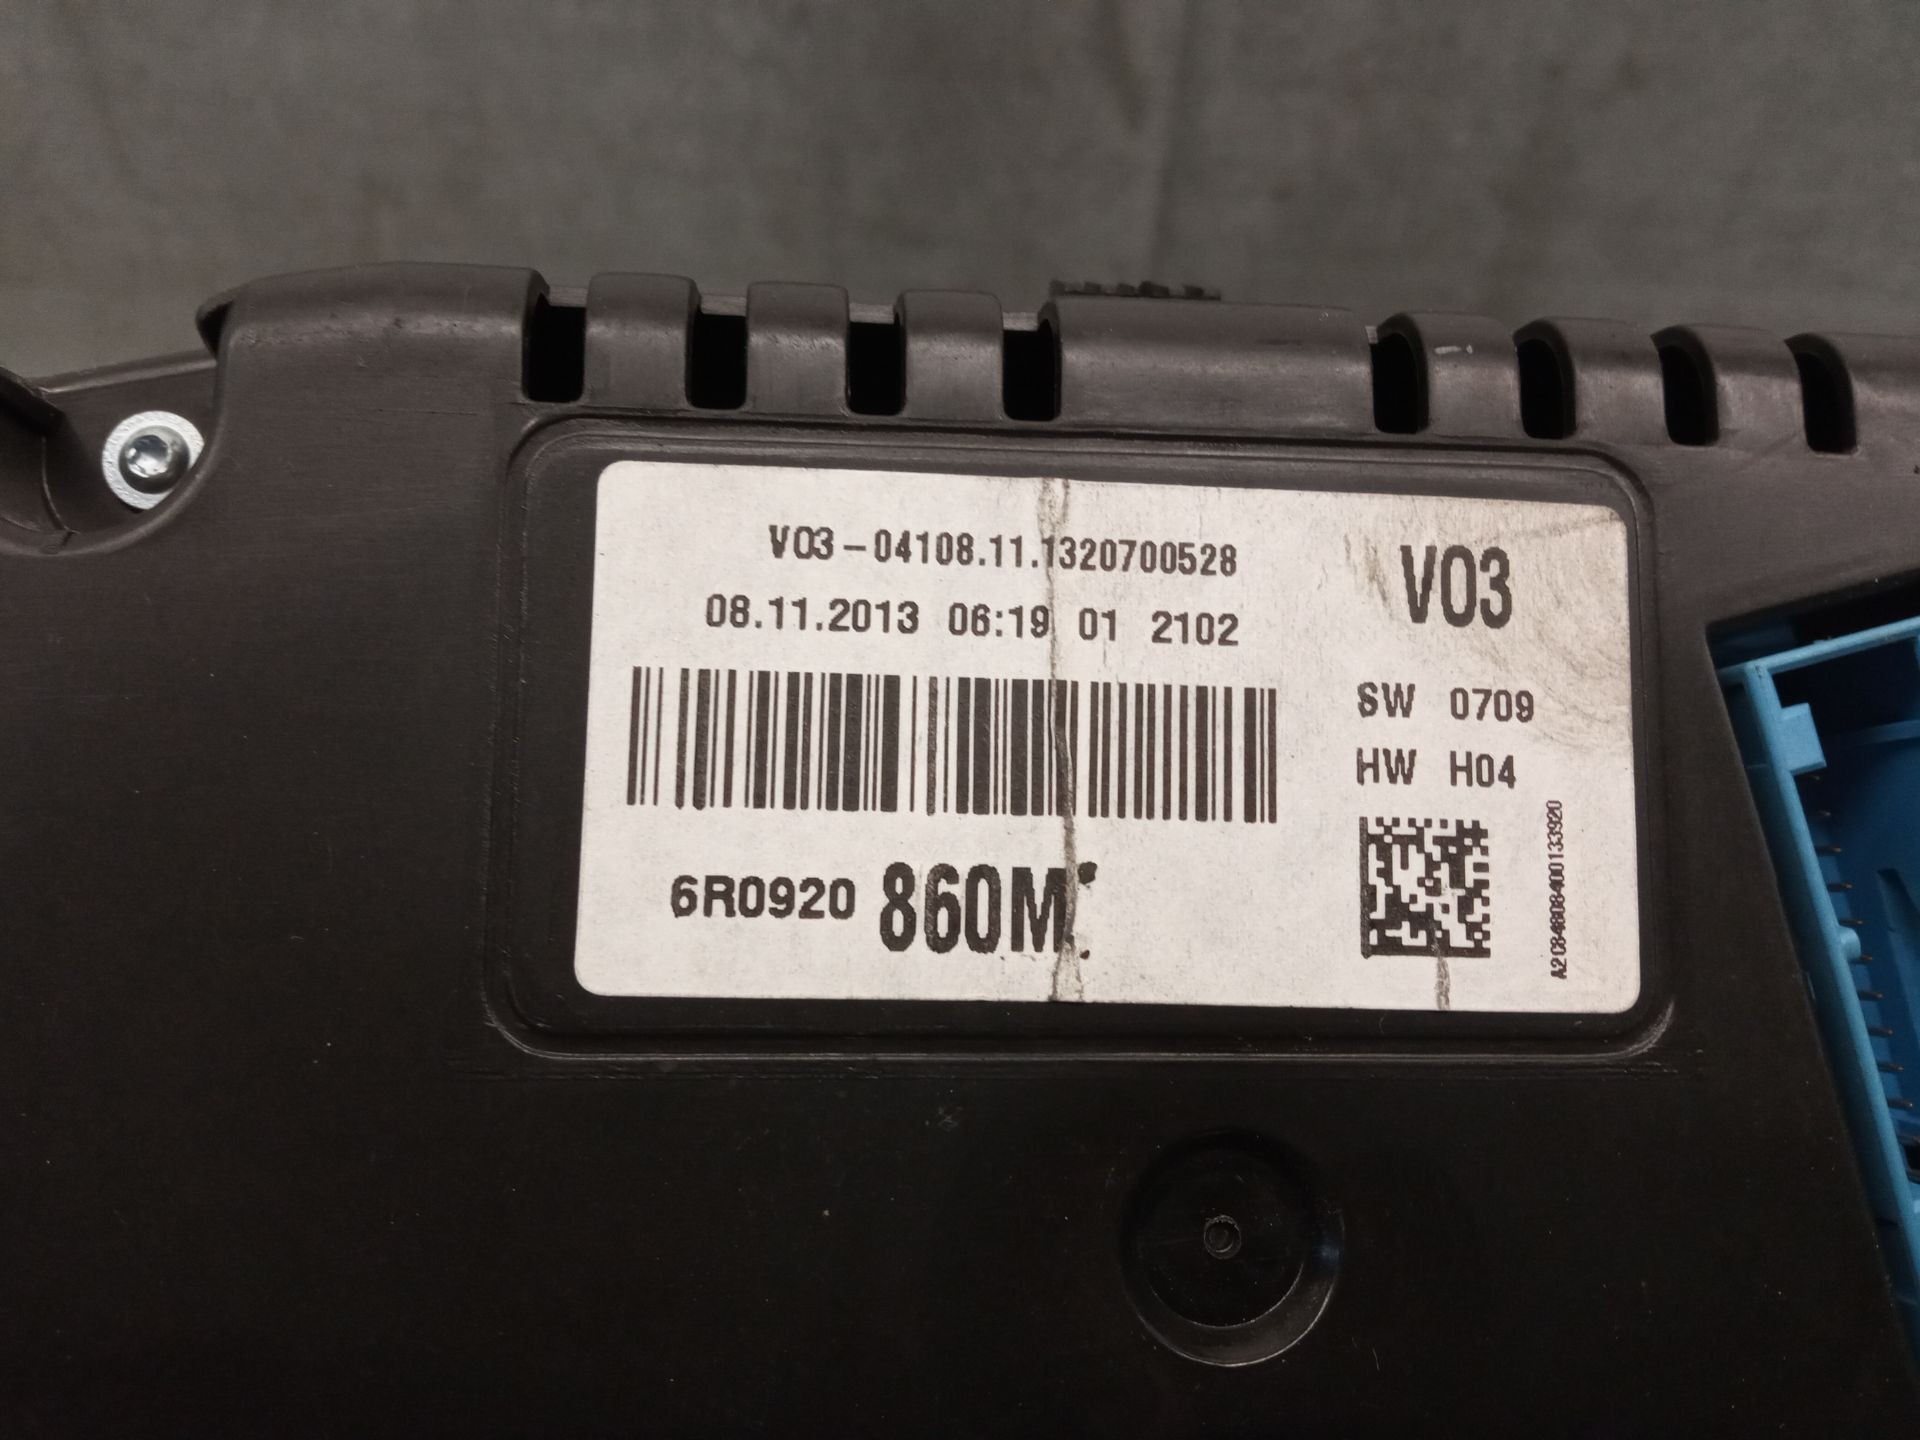 V03-04108.11.1320700528
08.11.2013 06:19 01 2102
V03
SW 0709
HW H04
6R0920 860M